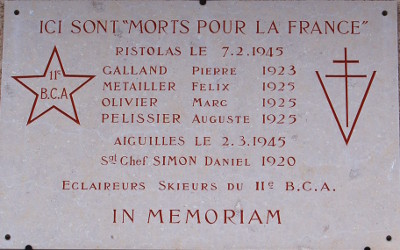 ICI SONT "MORTS POUR LA FRANCE"
RISTOLAS LE 7.2.1945
11e
B.C.A
GALLAND PIERRE 1923
METAILLER FELIX 1925
OLIVIER MARC 1925
PELISSIER AUGUSTE 1925
AIGUILLES LE 2.3.1945
Sgt CHEF SIMON DANIEL 1920
ECLAIREURS SKIEURS DU 11e B.C.A.
IN MEMORIAM